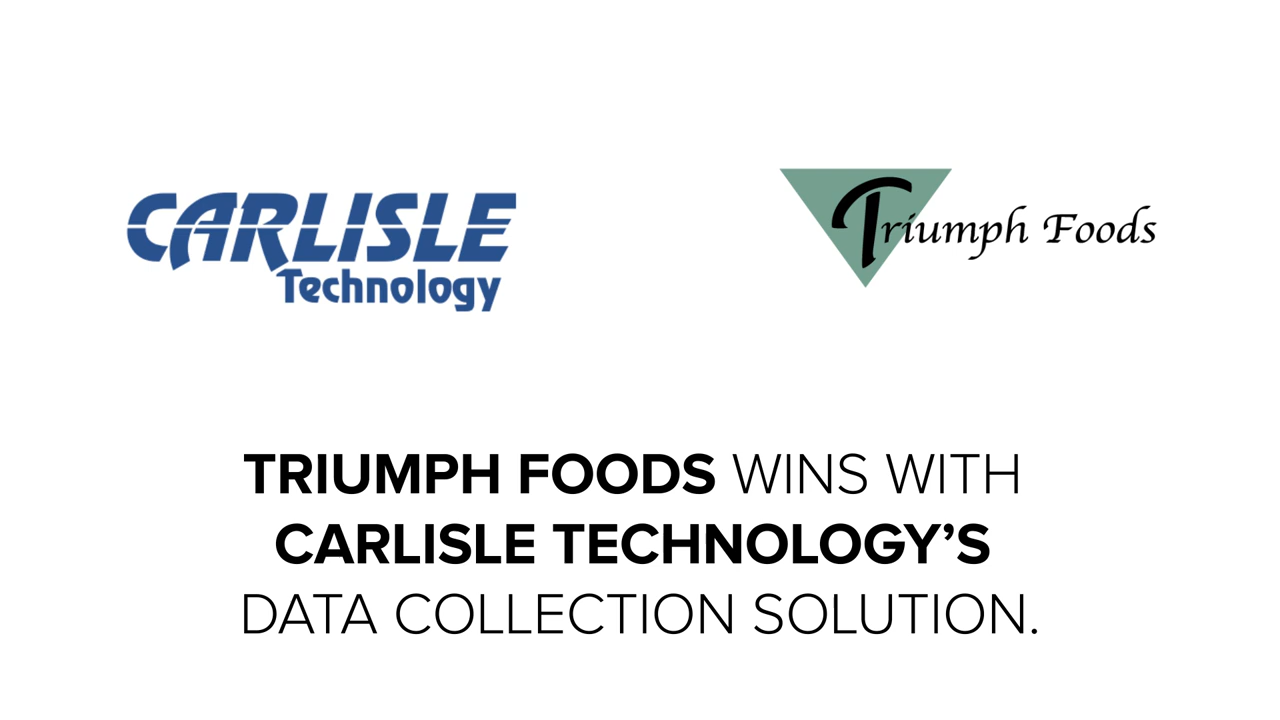 CARLISLE
Technology
Triumph Foods
TRIUMPH FOODS WINS WITH
CARLISLE TECHNOLOGY’S
DATA COLLECTION SOLUTION.